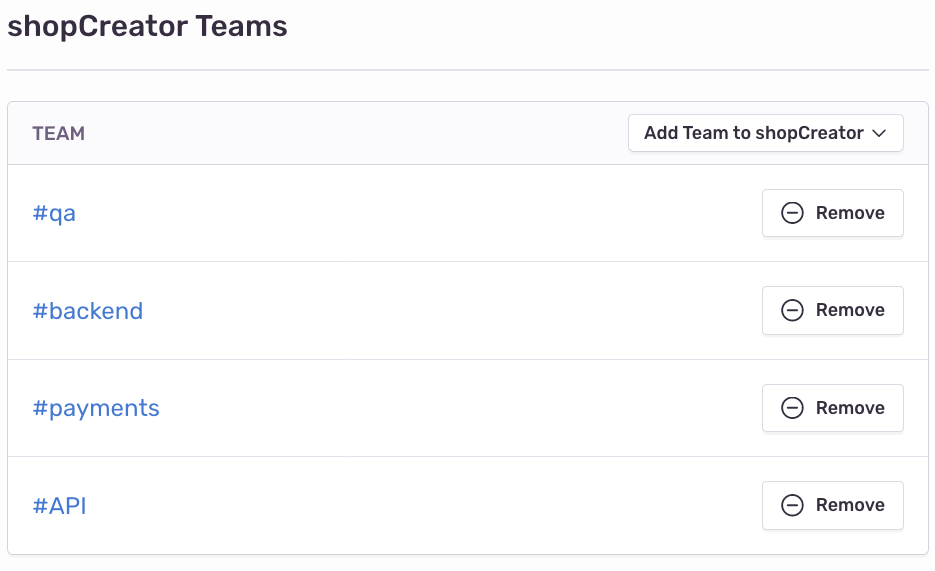 shopCreator Teams
TEAM
Add Team to shopCreator
#qa
Remove
#backend
Remove
#payments
Remove
#API
Remove